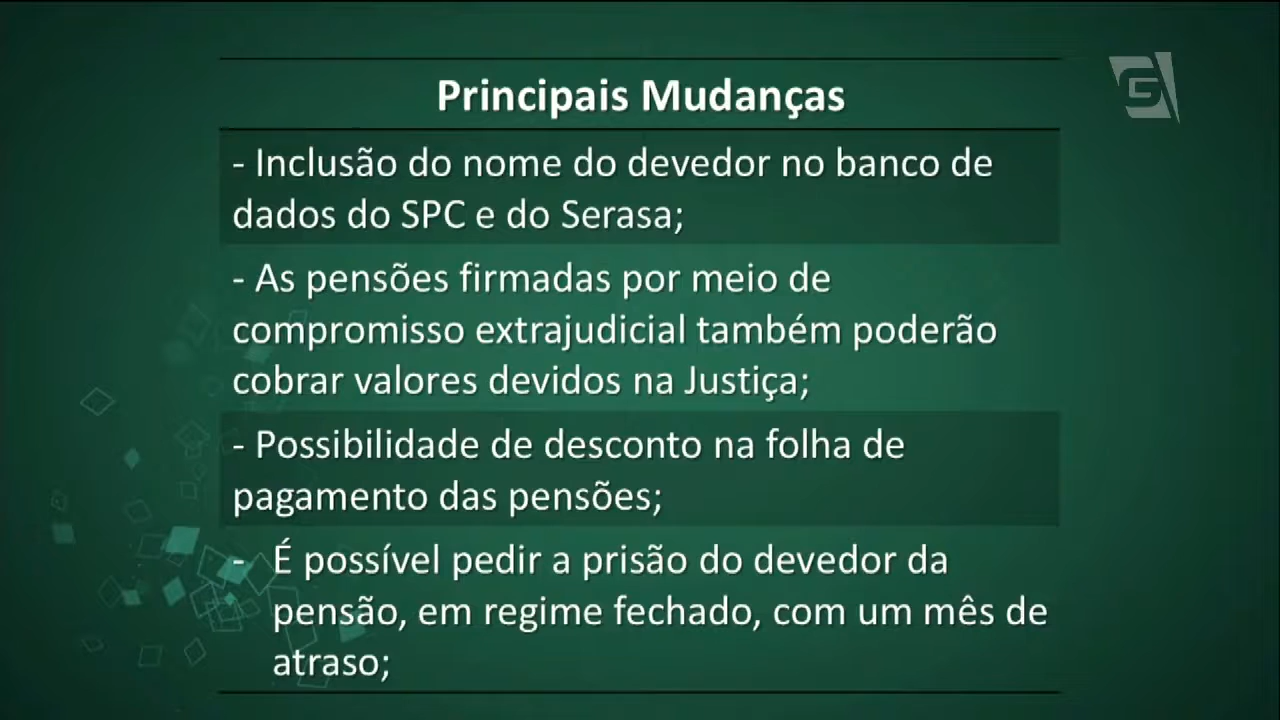 Principais Mudanças
- Inclusão do nome do devedor no banco de
dados do SPC e do Serasa;
- As pensões firmadas por meio de
compromisso extrajudicial também poderão
cobrar valores devidos na Justiça;
- Possibilidade de desconto na folha de
pagamento das pensões;
- É possível pedir a prisão do devedor da
pensão, em regime fechado, com um mês de
atraso;